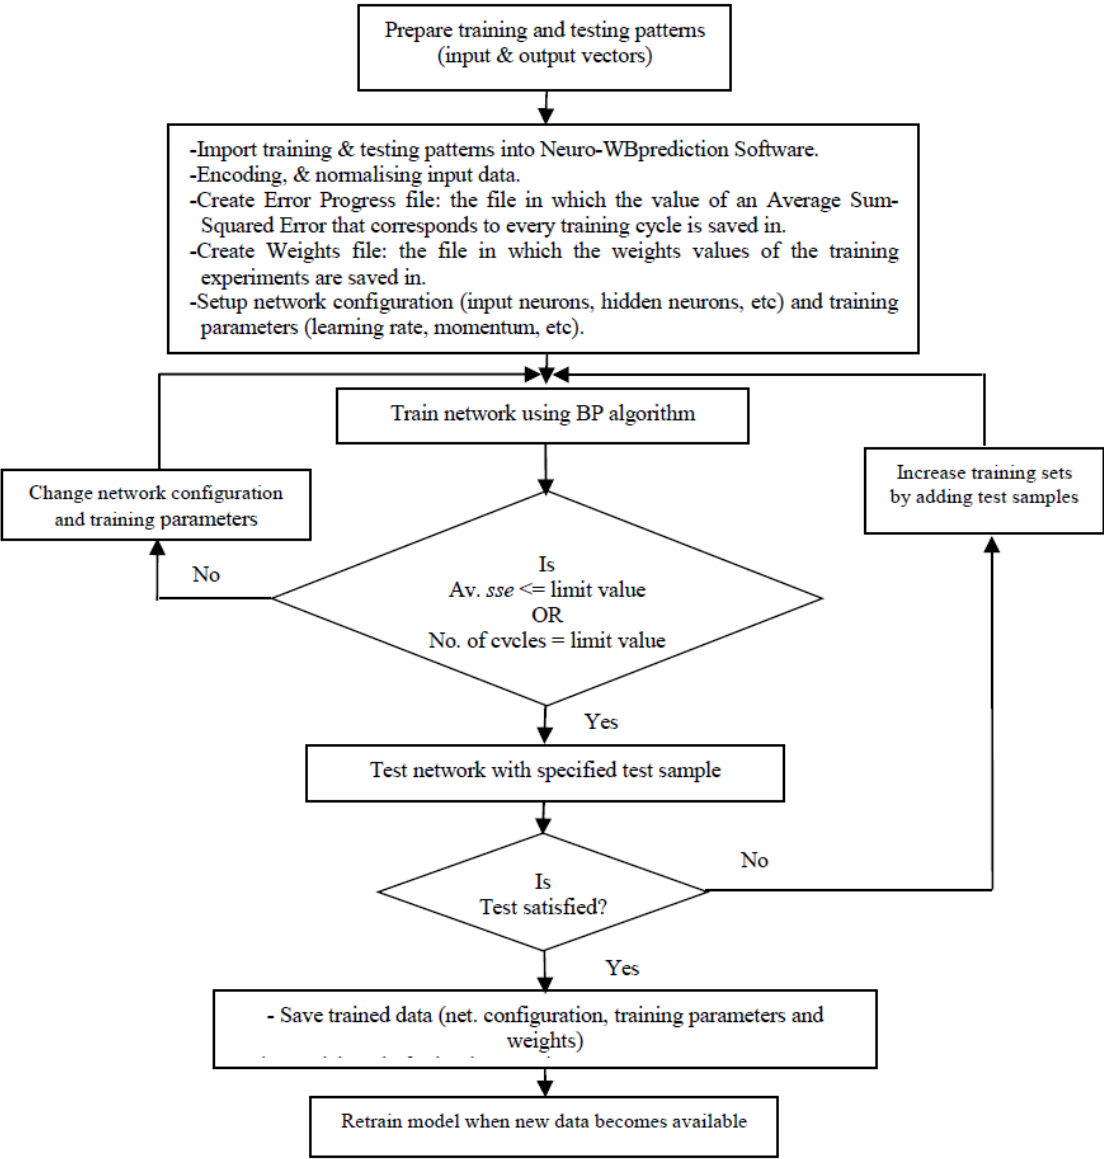 Prepare training and testing patterns
(input & output vectors)
-Import training & testing patterns into Neuro-WBprediction Software.
-Encoding, & normalising input data.
-Create Error Progress file: the file in which the value of an Average Sum-
Squared Error that corresponds to every training cycle is saved in.
-Create Weights file: the file in which the weights values of the training
experiments are saved in.
-Setup network configuration (input neurons, hidden neurons, etc) and training
parameters (learning rate, momentum, etc).
Train network using BP algorithm
Change network configuration
and training parameters
Increase training sets
by adding test samples
No
Is
Av. sse <= limit value
OR
No. of cycles = limit value
Yes
Test network with specified test sample
No
Is
Test satisfied?
Yes
- Save trained data (net. configuration, training parameters and
weights)
Retrain model when new data becomes available